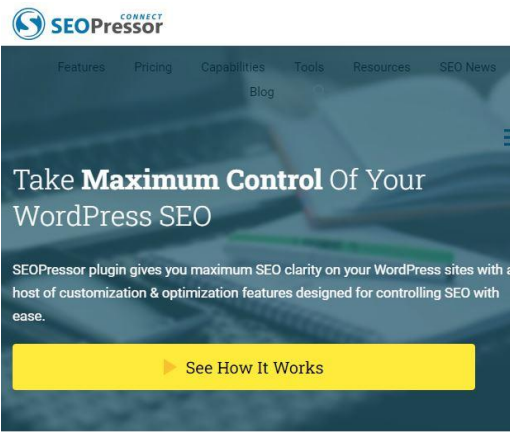 CONNECT
SEOPressor
Features Pricing Capabilities Tools Resources SEO News
Blog
Take Maximum Control Of Your
WordPress SEO
SEOPressor plugin gives you maximum SEO clarity on your WordPress sites with a
host of customization & optimization features designed for controlling SEO with
ease.
See How It Works